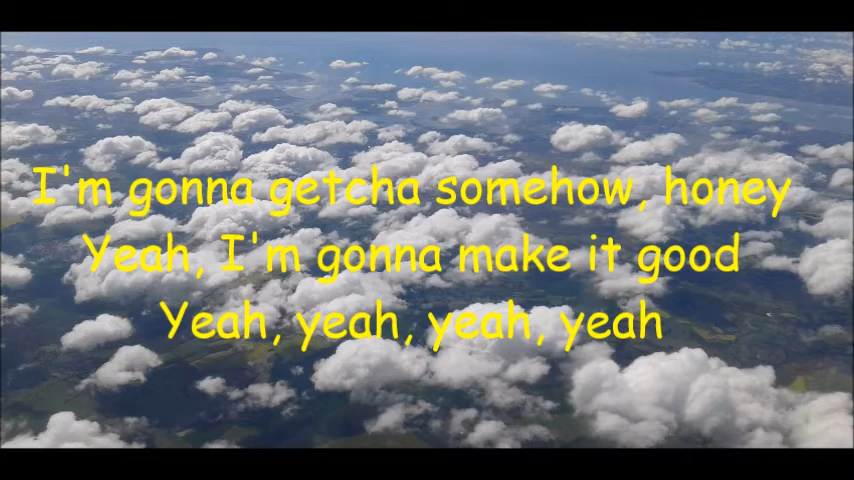 I'm gonna getcha somehow, honey
Yeah, I'm gonna make it good
Yeah, yeah, yeah, yeah